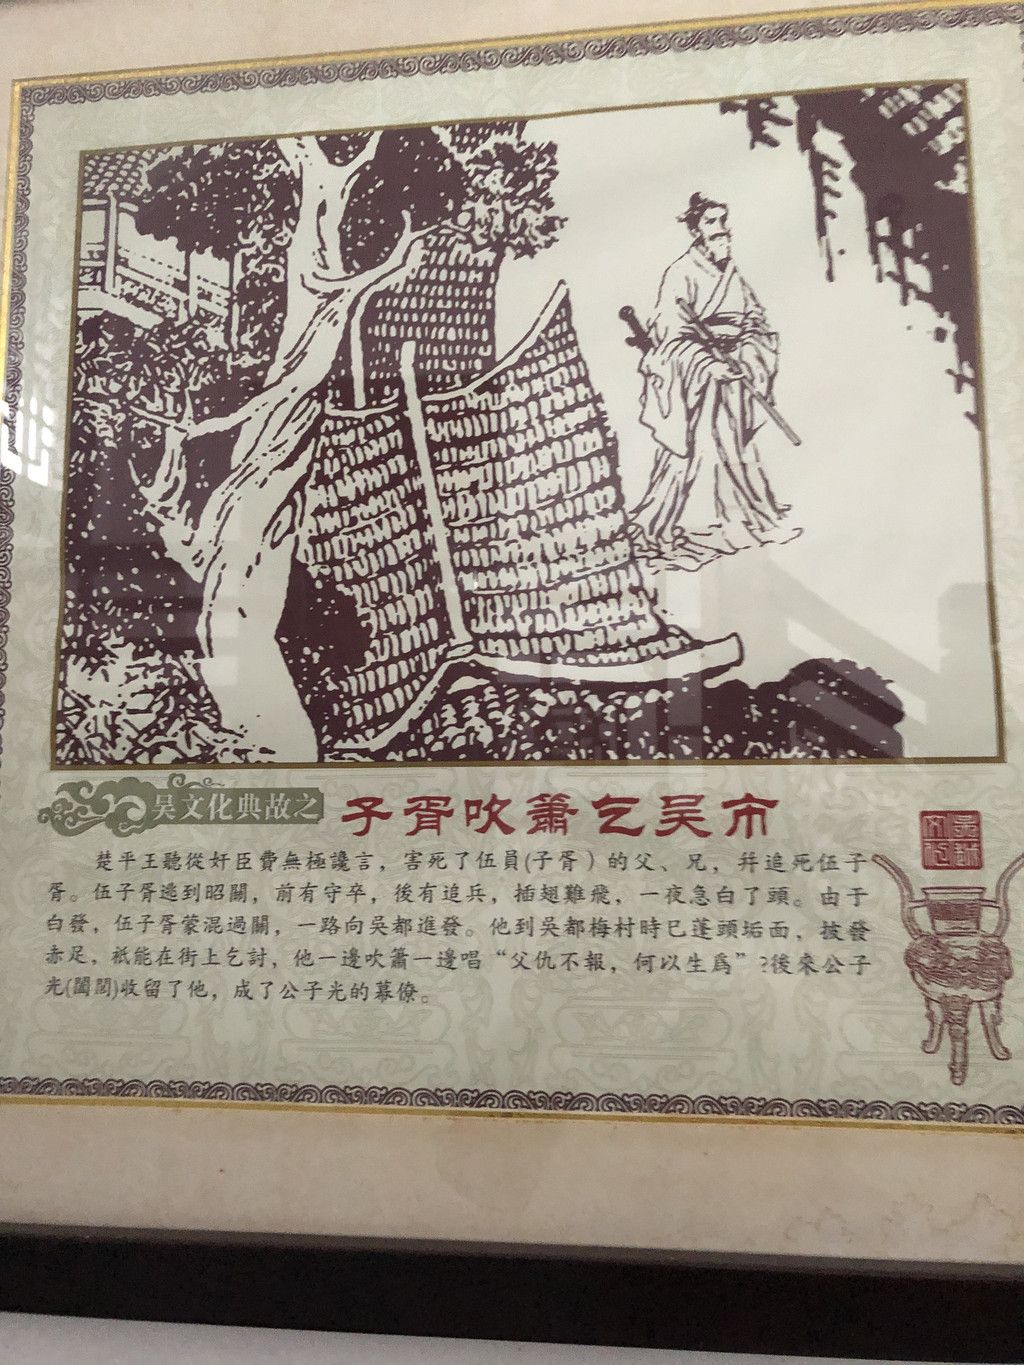 吴文化典故之 子胥吹簫乞吴市
楚平王聽從奸臣費無極讒言，害死了伍員(子胥）的父、兄，并追死伍子
胥。伍子胥逃到昭關，前有守卒，後有追兵，插翅難飛，一夜急白了頭。由于
白發，伍子胥蒙混過關，一路向吴都進發。他到吴都梅村時已蓬頭垢面，披發
赤足，衹能在街上乞討，他一邊吹簫一邊唱“父仇不報，何以生爲”?後來公子
光(闔閭)收留了他，成了公子光的幕僚。